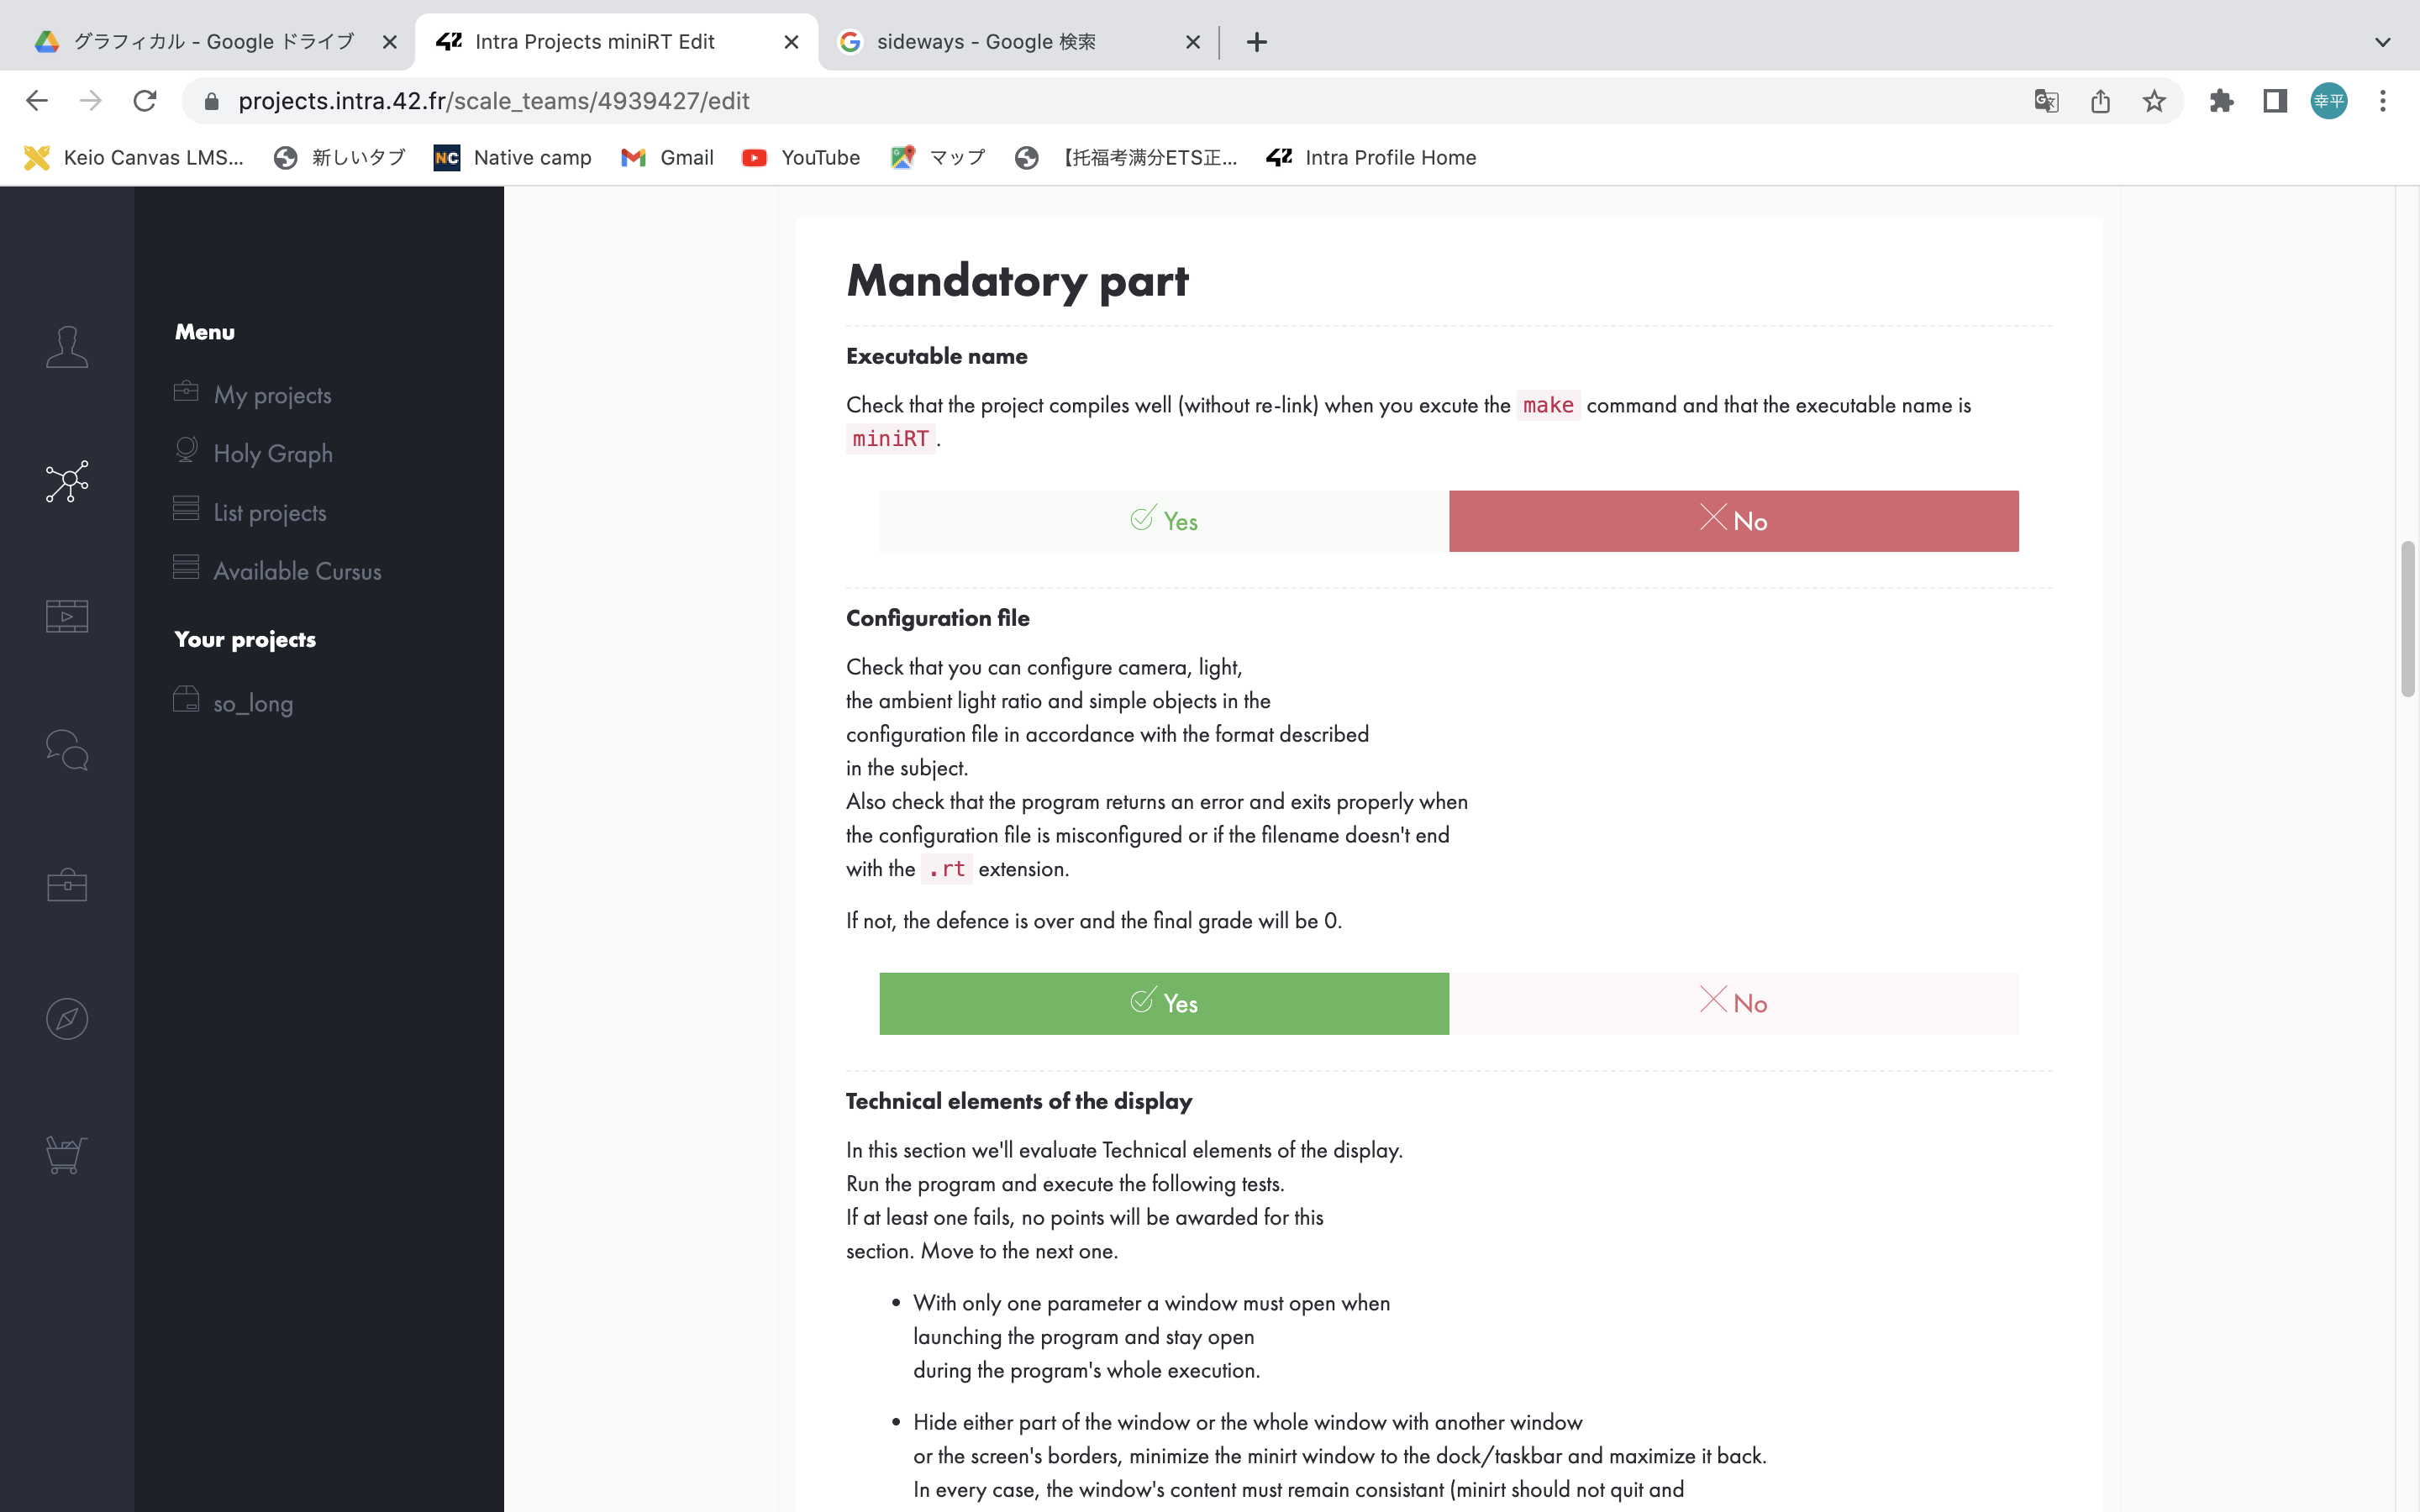 グラフィカル - Google ドライブ
Intra Projects miniRT Edit
sideways - Google 検索
projects.intra.42.fr/scale_teams/4939427/edit
幸平
Keio Canvas LMS...
新しいタブ
NC Native camp
Gmail
YouTube
マップ
【托福考满分ETS正...
42 Intra Profile Home
Menu
My projects
Holy Graph
List projects
Available Cursus
Your projects
so_long
Mandatory part
Executable name
Check that the project compiles well (without re-link) when you excute the make command and that the executable name is
miniRT.
Yes
No
Configuration file
Check that you can configure camera, light,
the ambient light ratio and simple objects in the
configuration file in accordance with the format described
in the subject.
Also check that the program returns an error and exits properly when
the configuration file is misconfigured or if the filename doesn't end
with the .rt extension.
If not, the defence is over and the final grade will be 0.
Yes
No
Technical elements of the display
In this section we'll evaluate Technical elements of the display.
Run the program and execute the following tests.
If at least one fails, no points will be awarded for this
section. Move to the next one.
• With only one parameter a window must open when
launching the program and stay open
during the program's whole execution.
• Hide either part of the window or the whole window with another window
or the screen's borders, minimize the minirt window to the dock/taskbar and maximize it back.
In every case, the window's content must remain consistant (minirt should not quit and